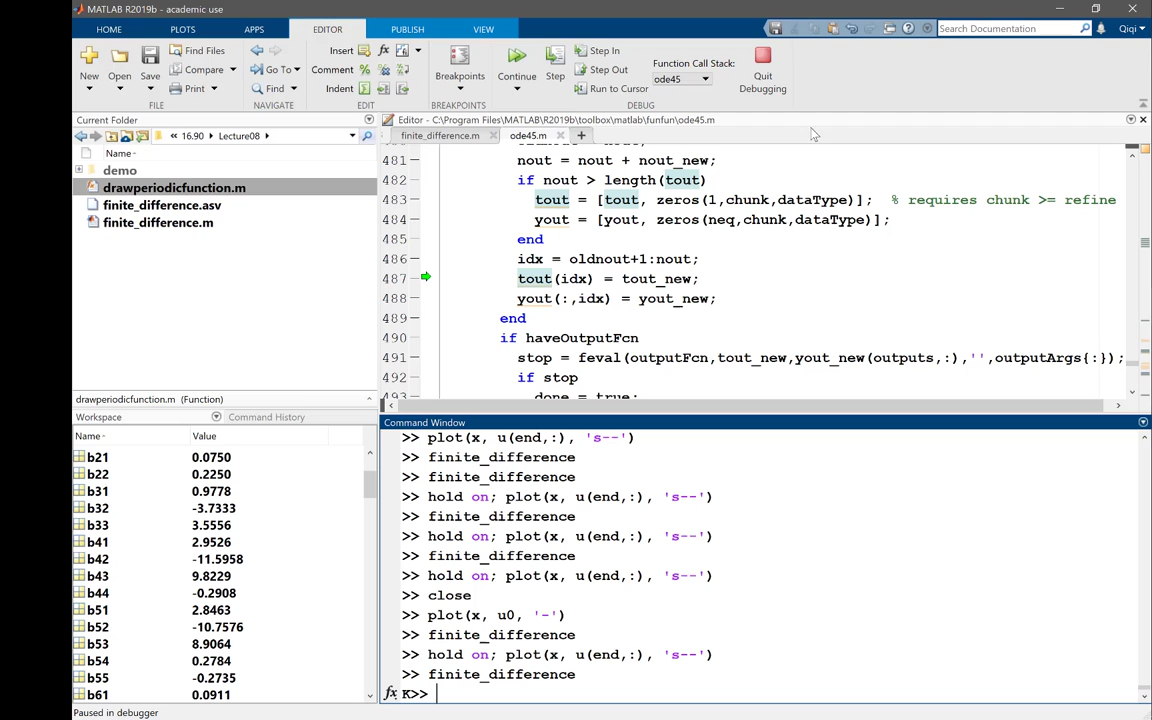 MATLAB R2019b - academic use
HOME PLOTS APPS EDITOR PUBLISH VIEW Search Documentation Qiqi
Find Files Insert fx Step In Function Call Stack:
New Open Save Compare Go To Comment % Breakpoints Continue Step Step Out ode45 Quit Debugging
Print Find Indent Run to Cursor
FILE NAVIGATE EDIT BREAKPOINTS DEBUG
Current Folder Editor - C:\Program Files\MATLAB\R2019b\toolbox\matlab\funfun\ode45.m
« 16.90 › Lecture08 › finite_difference.m ode45.m +
Name
demo
drawperiodicfunction.m
finite_difference.asv
finite_difference.m
481 nout = nout + nout_new;
482 if nout > length(tout)
483 tout = [tout, zeros(1,chunk,dataType)]; % requires chunk >= refine
484 yout = [yout, zeros(neq,chunk,dataType)];
485 end
486 idx = oldnout+1:nout;
487 tout(idx) = tout_new;
488 yout(:,idx) = yout_new;
489 end
490 if haveOutputFcn
491 stop = feval(outputFcn,tout_new,yout_new(outputs,:),'',outputArgs{:});
492 if stop
493 done = true;
drawperiodicfunction.m (Function)
Workspace Command History
Name Value
b21 0.0750
b22 0.2250
b31 0.9778
b32 -3.7333
b33 3.5556
b41 2.9526
b42 -11.5958
b43 9.8229
b44 -0.2908
b51 2.8463
b52 -10.7576
b53 8.9064
b54 0.2784
b55 -0.2735
b61 0.0911
Command Window
>> plot(x, u(end,:), 's--')
>> finite_difference
>> finite_difference
>> hold on; plot(x, u(end,:), 's--')
>> finite_difference
>> hold on; plot(x, u(end,:), 's--')
>> finite_difference
>> hold on; plot(x, u(end,:), 's--')
>> close
>> plot(x, u0, '-')
>> finite_difference
>> hold on; plot(x, u(end,:), 's--')
>> finite_difference
fx K>>
Paused in debugger